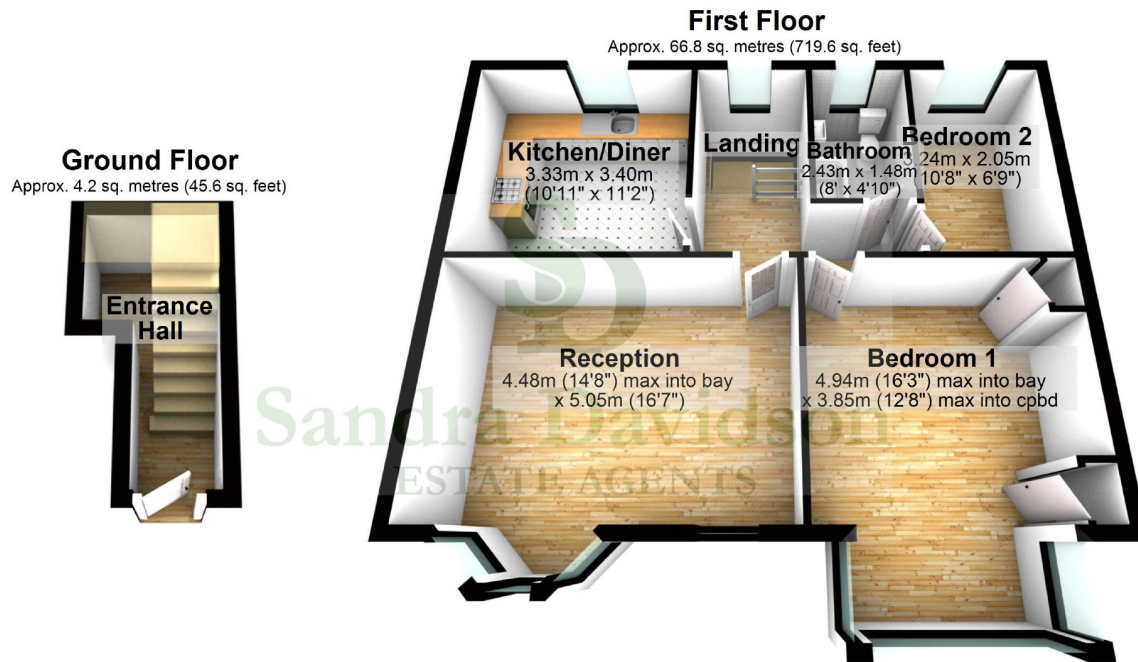 First Floor
Approx. 66.8 sq. metres (719.6 sq. feet)
Ground Floor
Approx. 4.2 sq. metres (45.6 sq. feet)
Entrance
Hall
Kitchen/Diner
3.33m x 3.40m
(10'11" x 11'2")
Landing
Bathroom
2.43m x 1.48m
(8' x 4'10")
Bedroom 2
3.24m x 2.05m
(10'8" x 6'9")
Reception
4.48m (14'8") max into bay
x 5.05m (16'7")
Bedroom 1
4.94m (16'3") max into bay
x 3.85m (12'8") max into cpbd
SD
Sandra Davidson
ESTATE AGENTS